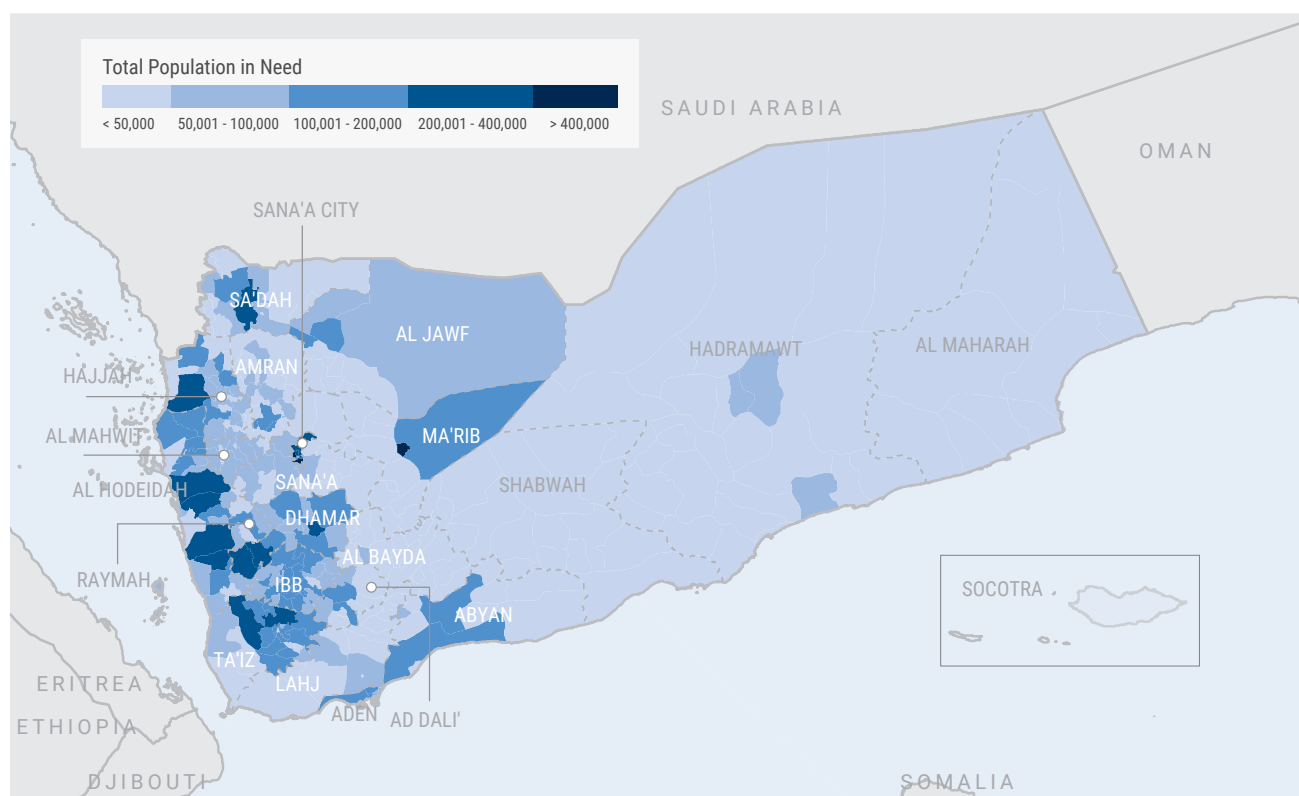 Total Population in Need
< 50,000
50,001 - 100,000
100,001 - 200,000
200,001 - 400,000
> 400,000
SAUDI ARABIA
OMAN
SANA'A CITY
SA'DAH
AL JAWF
HADRAMAWT
AL MAHARAH
HAJJAH
AMRAN
AL MAHWIT
MA'RIB
AL HODEIDAH
SANA'A
SHABWAH
DHAMAR
AL BAYDA
RAYMAH
IBB
SOCOTRA
ABYAN
TA'IZ
LAHJ
ERITREA
ADEN
AD DALI'
ETHIOPIA
DJIBOUTI
SOMALIA